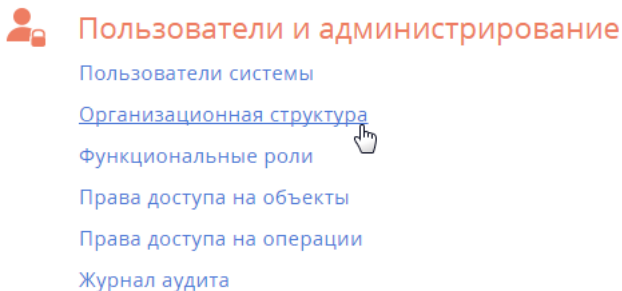 Пользователи и администрирование
Пользователи системы
Организационная структура
Функциональные роли
Права доступа на объекты
Права доступа на операции
Журнал аудита